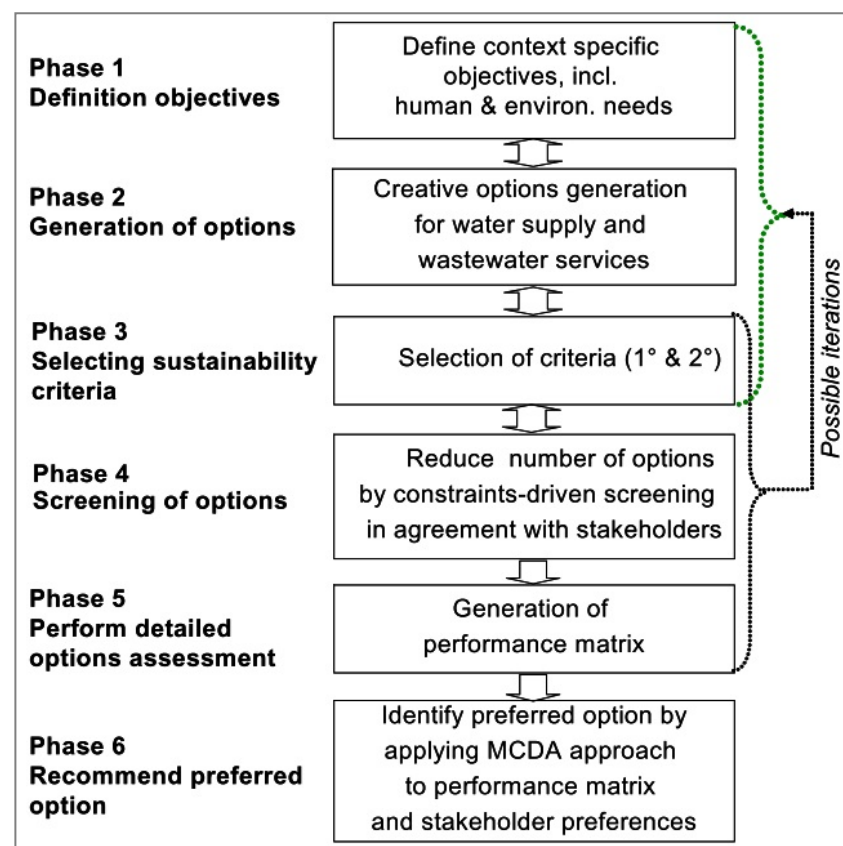 Phase 1
Definition objectives
Define context specific
objectives, incl.
human & environ. needs
Phase 2
Generation of options
Creative options generation
for water supply and
wastewater services
Phase 3
Selecting sustainability
criteria
Selection of criteria (1° & 2°)
Phase 4
Screening of options
Reduce number of options
by constraints-driven screening
in agreement with stakeholders
Phase 5
Perform detailed
options assessment
Generation of
performance matrix
Phase 6
Recommend preferred
option
Identify preferred option by
applying MCDA approach
to performance matrix
and stakeholder preferences
Possible iterations